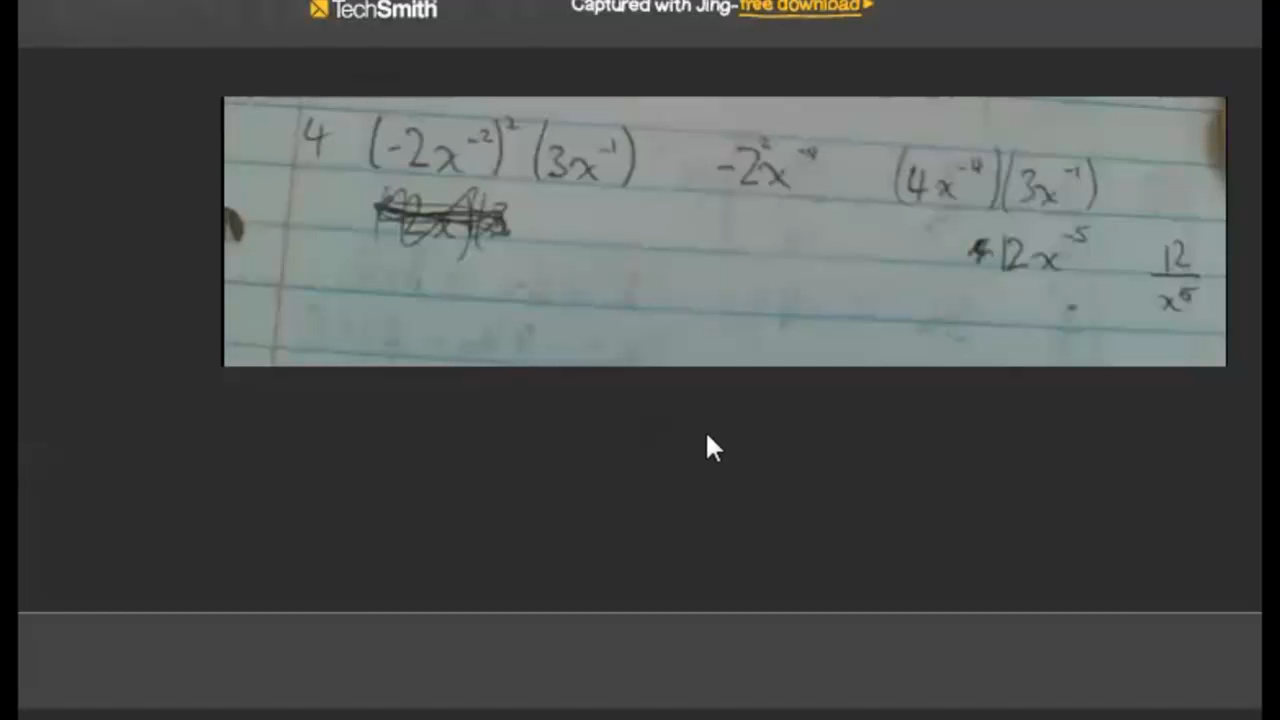 TechSmith Captured with Jing-free download
4 (-2x⁻²)² (3x⁻¹) -2²x⁻⁴ (4x⁻⁴)(3x⁻¹)
12x⁻⁵ 12/x⁵